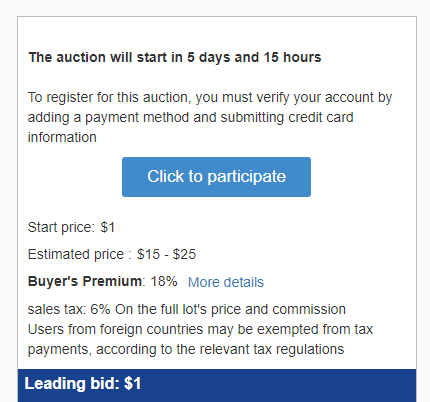 The auction will start in 5 days and 15 hours
To register for this auction, you must verify your account by
adding a payment method and submitting credit card
information
Click to participate
Start price: $1
Estimated price : $15 - $25
Buyer's Premium: 18% More details
sales tax: 6% On the full lot's price and commission
Users from foreign countries may be exempted from tax
payments, according to the relevant tax regulations
Leading bid: $1